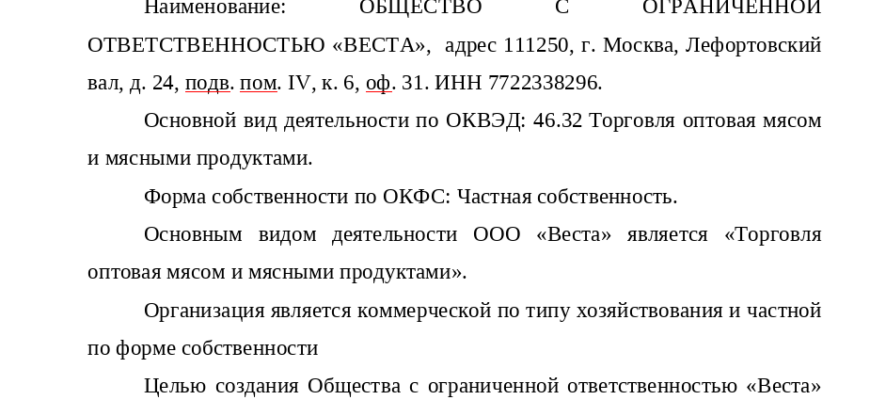 Наименование: ОБЩЕСТВО С ОГРАНИЧЕННОЙ
ОТВЕТСТВЕННОСТЬЮ «ВЕСТА», адрес 111250, г. Москва, Лефортовский
вал, д. 24, подв. пом. IV, к. 6, оф. 31. ИНН 7722338296.
Основной вид деятельности по ОКВЭД: 46.32 Торговля оптовая мясом
и мясными продуктами.
Форма собственности по ОКФС: Частная собственность.
Основным видом деятельности ООО «Веста» является «Торговля
оптовая мясом и мясными продуктами».
Организация является коммерческой по типу хозяйствования и частной
по форме собственности
Целью создания Общества с ограниченной ответственностью «Веста»